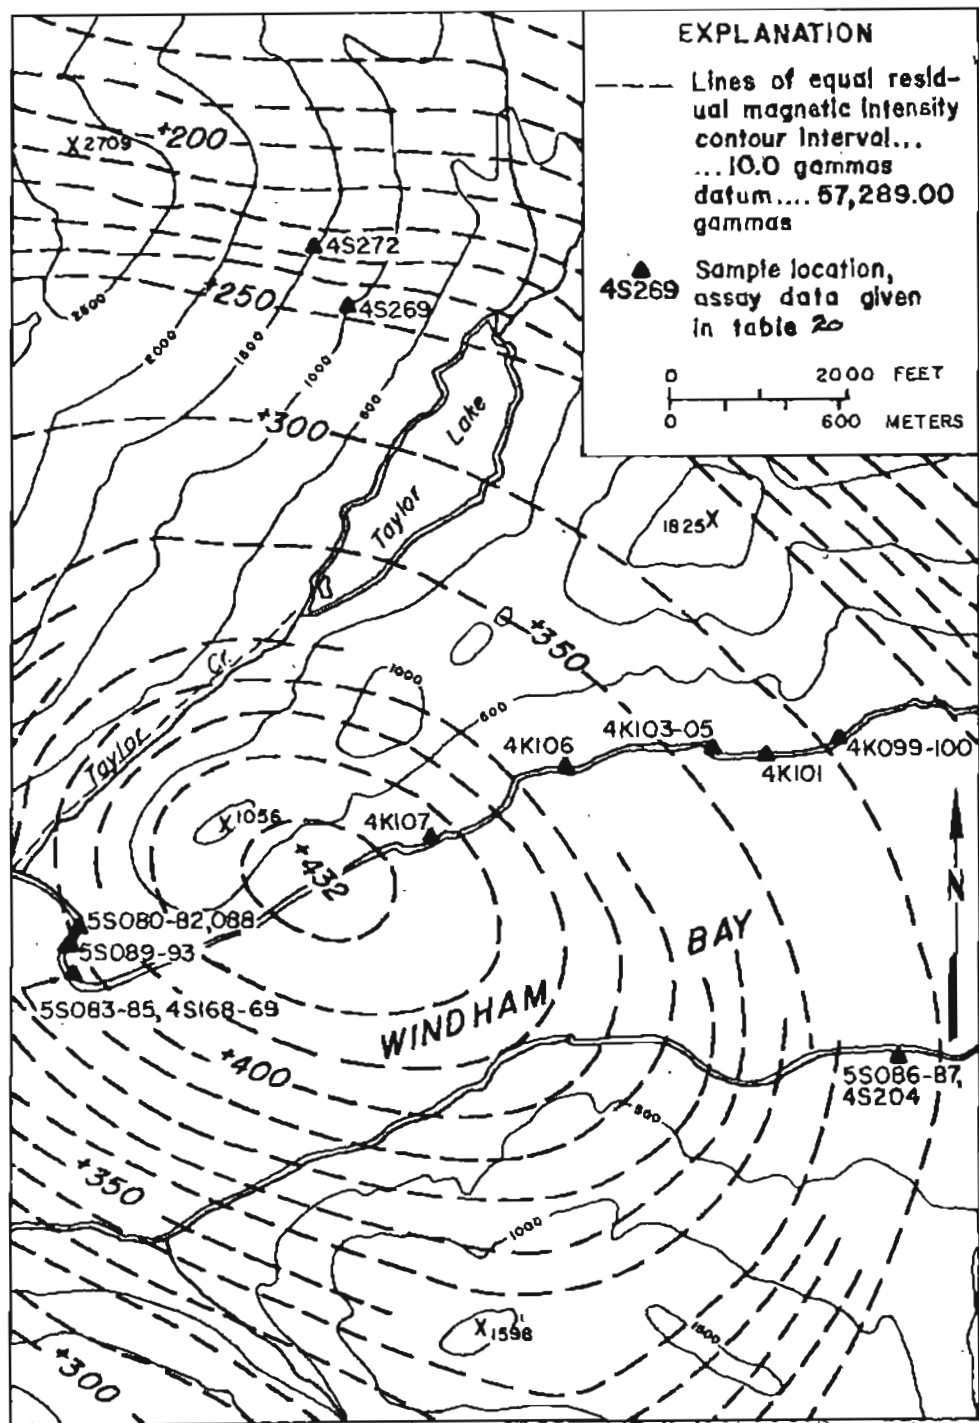 EXPLANATION
Lines of equal resid-
ual magnetic intensity
contour interval...
...10.0 gammas
datum.... 57,289.00
gammas
4S269
Sample location,
assay data given
in table 20
0 2000 FEET
0 600 METERS
X2709
+200
4S272
+250
4S269
2500
2000
1500
1000
500
+300
Lake
Taylor
1825X
+350
Cr.
Taylor
1000
500
4K103-05
4K106
4K099-100
4K101
4K107
X1056
+432
N
5S080-82,088
5S089-93
5S083-85, 4S168-69
BAY
WINDHAM
+400
5S086-87,
4S204
500
+350
1000
X1598'
1500
+300